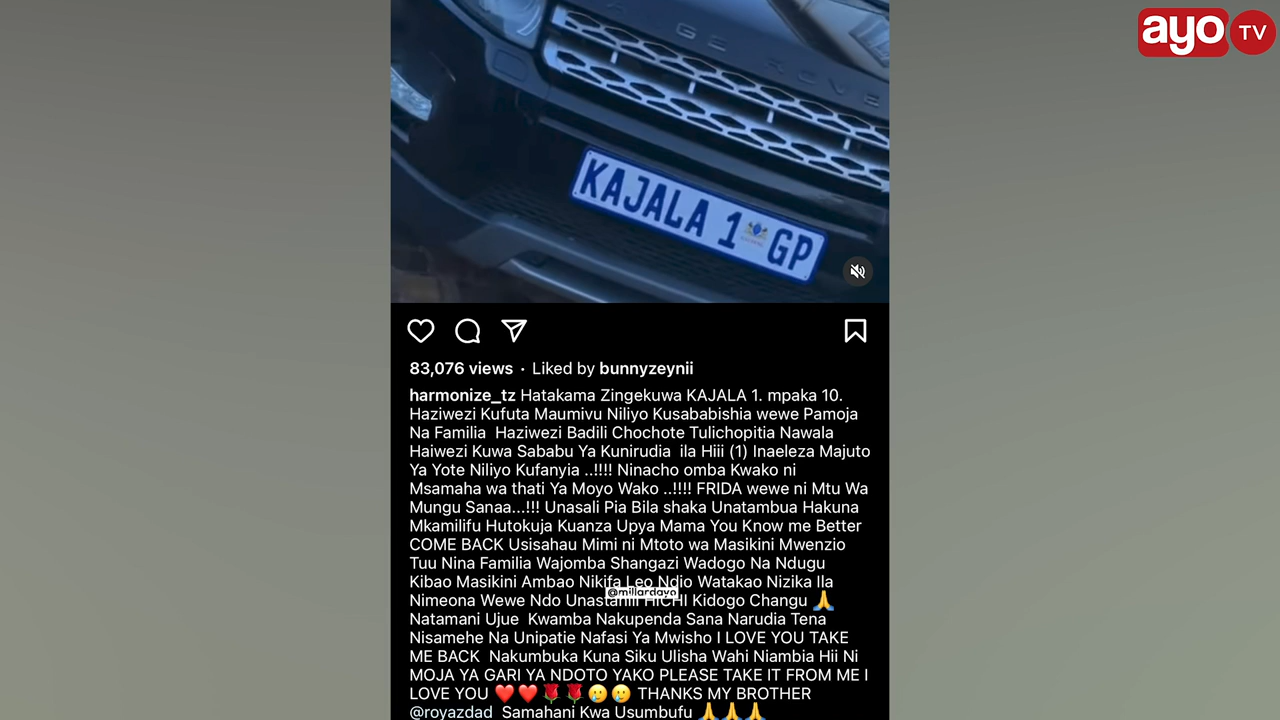 ayo TV
RANGE ROVE
KAJALA 1 GP
83,076 views · Liked by bunnyzeynii
harmonize_tz Hatakama Zingekuwa KAJALA 1. mpaka 10.
Haziwezi Kufuta Maumivu Niliyo Kusababishia wewe Pamoja
Na Familia Haziwezi Badili Chochote Tulichopitia Nawala
Haiwezi Kuwa Sababu Ya Kunirudia ila Hiii (1) Inaeleza Majuto
Ya Yote Niliyo Kufanyia ..!!!! Ninacho omba Kwako ni
Msamaha wa thati Ya Moyo Wako ..!!!! FRIDA wewe ni Mtu Wa
Mungu Sanaa...!!! Unasali Pia Bila shaka Unatambua Hakuna
Mkamilifu Hutokuja Kuanza Upya Mama You Know me Better
COME BACK Usisahau Mimi ni Mtoto wa Masikini Mwenzio
Tuu Nina Familia Wajomba Shangazi Wadogo Na Ndugu
Kibao Masikini Ambao Nikifa Leo Ndio Watakao Nizika Ila
@millardayo
Nimeona Wewe Ndo Unastahili HICHI Kidogo Changu 🙏
Natamani Ujue Kwamba Nakupenda Sana Narudia Tena
Nisamehe Na Unipatie Nafasi Ya Mwisho I LOVE YOU TAKE
ME BACK Nakumbuka Kuna Siku Ulisha Wahi Niambia Hii Ni
MOJA YA GARI YA NDOTO YAKO PLEASE TAKE IT FROM ME I
LOVE YOU ❤️❤️🌹🌹🥲🥲 THANKS MY BROTHER
@royazdad Samahani Kwa Usumbufu 🙏🙏🙏